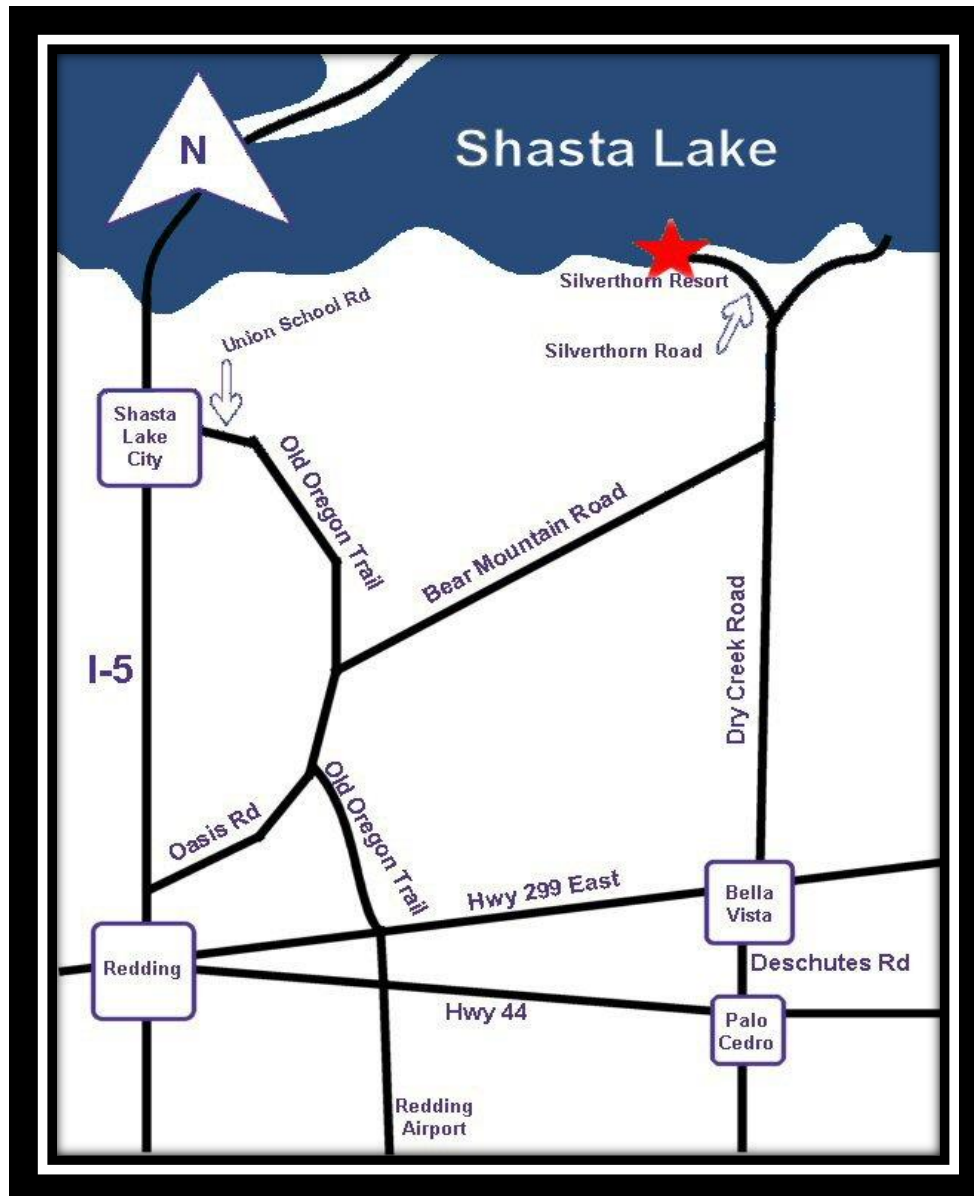 N
Shasta Lake
Silverthorn Resort
Union School Rd
Silverthorn Road
Shasta
Lake
City
Old Oregon Trail
Bear Mountain Road
I-5
Dry Creek Road
Old Oregon Trail
Oasis Rd
Hwy 299 East
Bella
Vista
Deschutes Rd
Redding
Hwy 44
Palo
Cedro
Redding
Airport